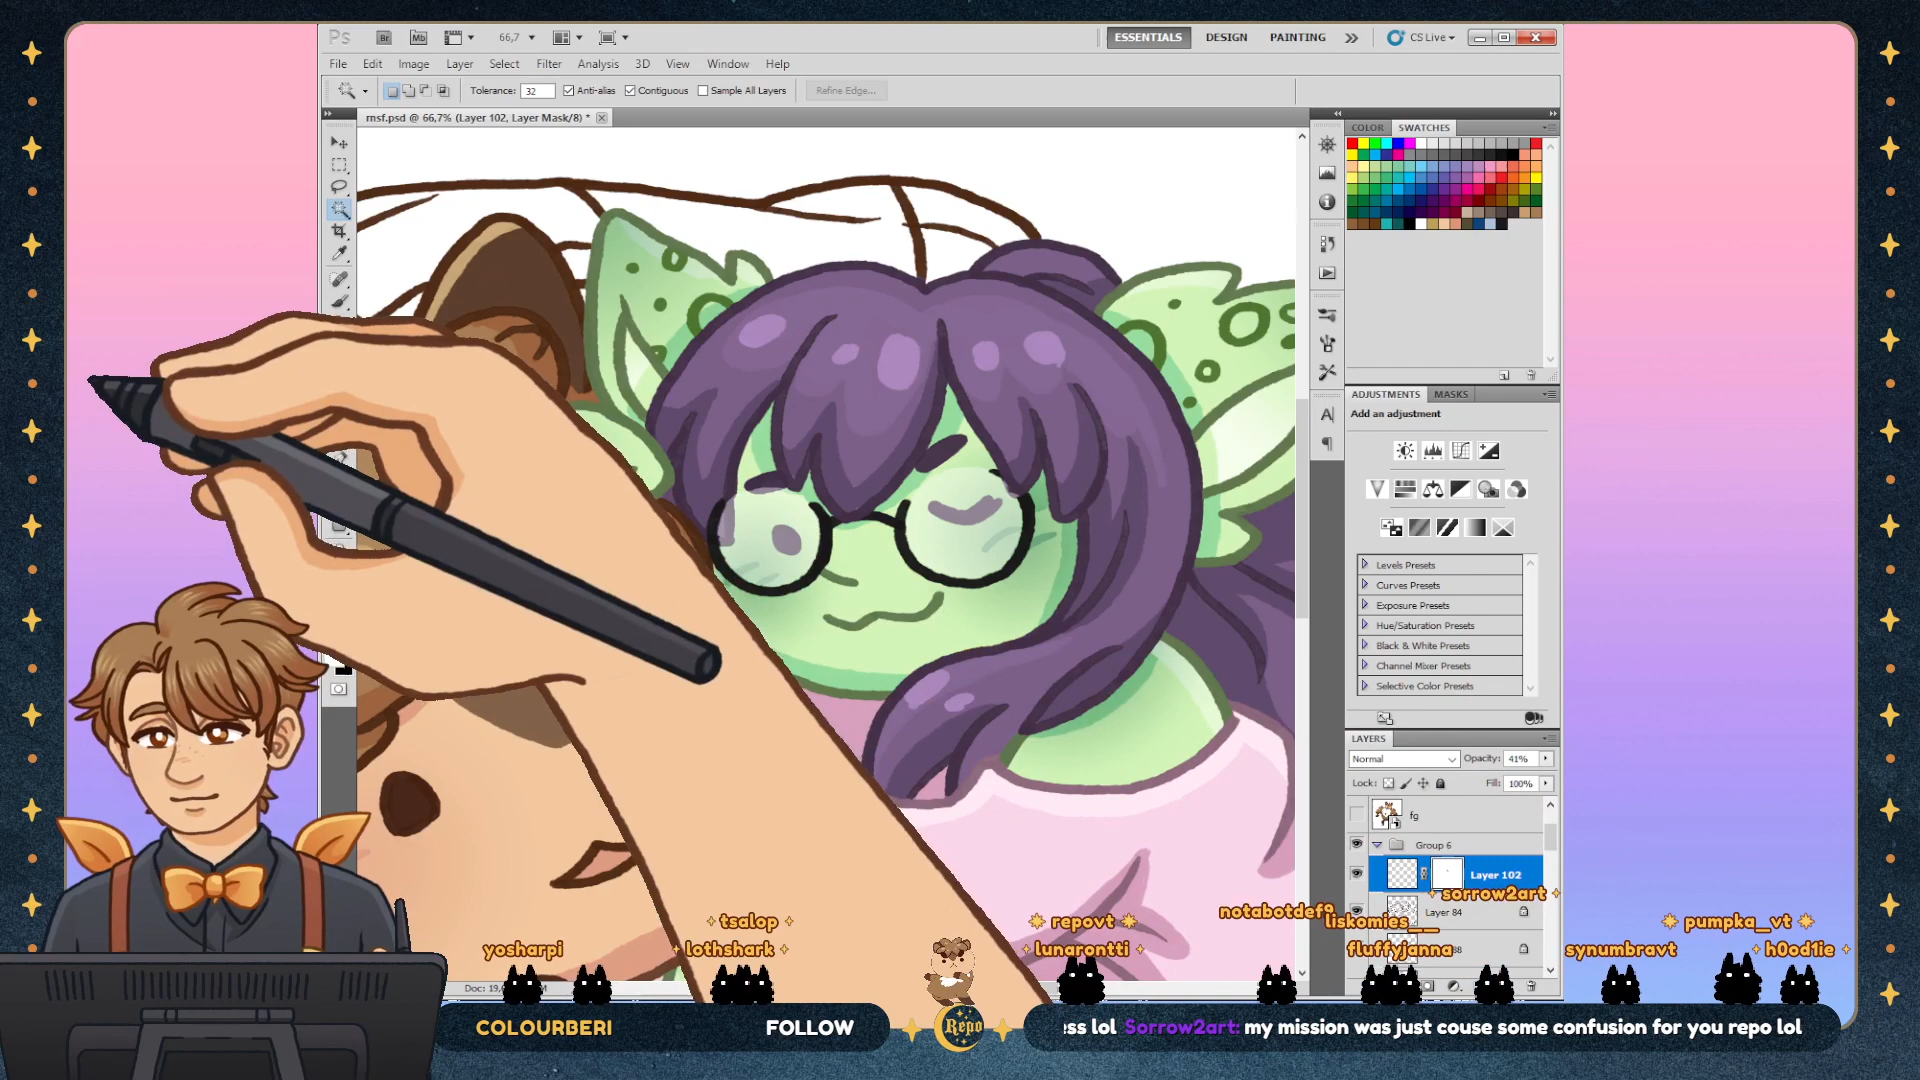 Ps
Br
Mb
66,7
ESSENTIALS
DESIGN
PAINTING
CS Live
File
Edit
Image
Layer
Select
Filter
Analysis
3D
View
Window
Help
Tolerance:
32
Anti-alias
Contiguous
Sample All Layers
Refine Edge...
rnsf.psd @ 66,7% (Layer 102, Layer Mask/8) *
COLOR
SWATCHES
ADJUSTMENTS
MASKS
Add an adjustment
Levels Presets
Curves Presets
Exposure Presets
Hue/Saturation Presets
Black & White Presets
Channel Mixer Presets
Selective Color Presets
LAYERS
Normal
Opacity:
41%
Lock:
Fill:
100%
fg
Group 6
Layer 102
sorrow2art
Layer 84
tsalop
repovt
liskomies__
pumpka_vt
yosharpi
lothshark
lunarontti
fluffyjanna
synumbravt
h0od1ie
COLOURBERI
FOLLOW
Repo
ess lol Sorrow2art: my mission was just couse some confusion for you repo lol